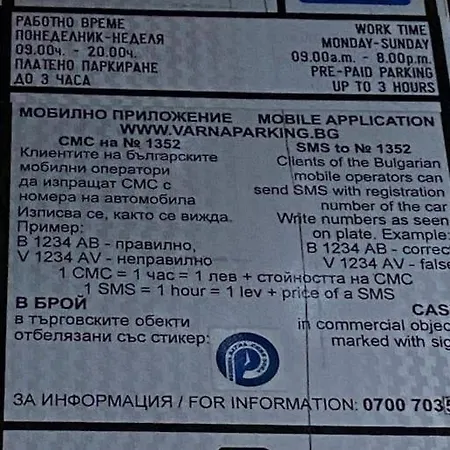 РАБОТНО ВРЕМЕ
ПОНЕДЕЛНИК-НЕДЕЛЯ
09.00ч. - 20.00ч.
ПЛАТЕНО ПАРКИРАНЕ
ДО 3 ЧАСА
WORK TIME
MONDAY-SUNDAY
09.00a.m. - 8.00p.m.
PRE-PAID PARKING
UP TO 3 HOURS
МОБИЛНО ПРИЛОЖЕНИЕ MOBILE APPLICATION
WWW.VARNAPARKING.BG
СМС на № 1352
Клиентите на българските
мобилни оператори
да изпращат СМС с
номера на автомобила
Изписва се, както се вижда.
Пример:
В 1234 АВ - правилно,
V 1234 AV - неправилно
SMS to № 1352
Clients of the Bulgarian
mobile operators can
send SMS with registration
number of the car
Write numbers as seen
on plate. Example:
B 1234 AB - correc
V 1234 AV - false
1 СМС = 1 час = 1 лев + стойността на СМС
1 SMS = 1 hour = 1 lev + price of a SMS
В БРОЙ
в търговските обекти
отбелязани със стикер:
CAS
in commercial objec
marked with sig
ЗА ИНФОРМАЦИЯ / FOR INFORMATION: 0700 7035